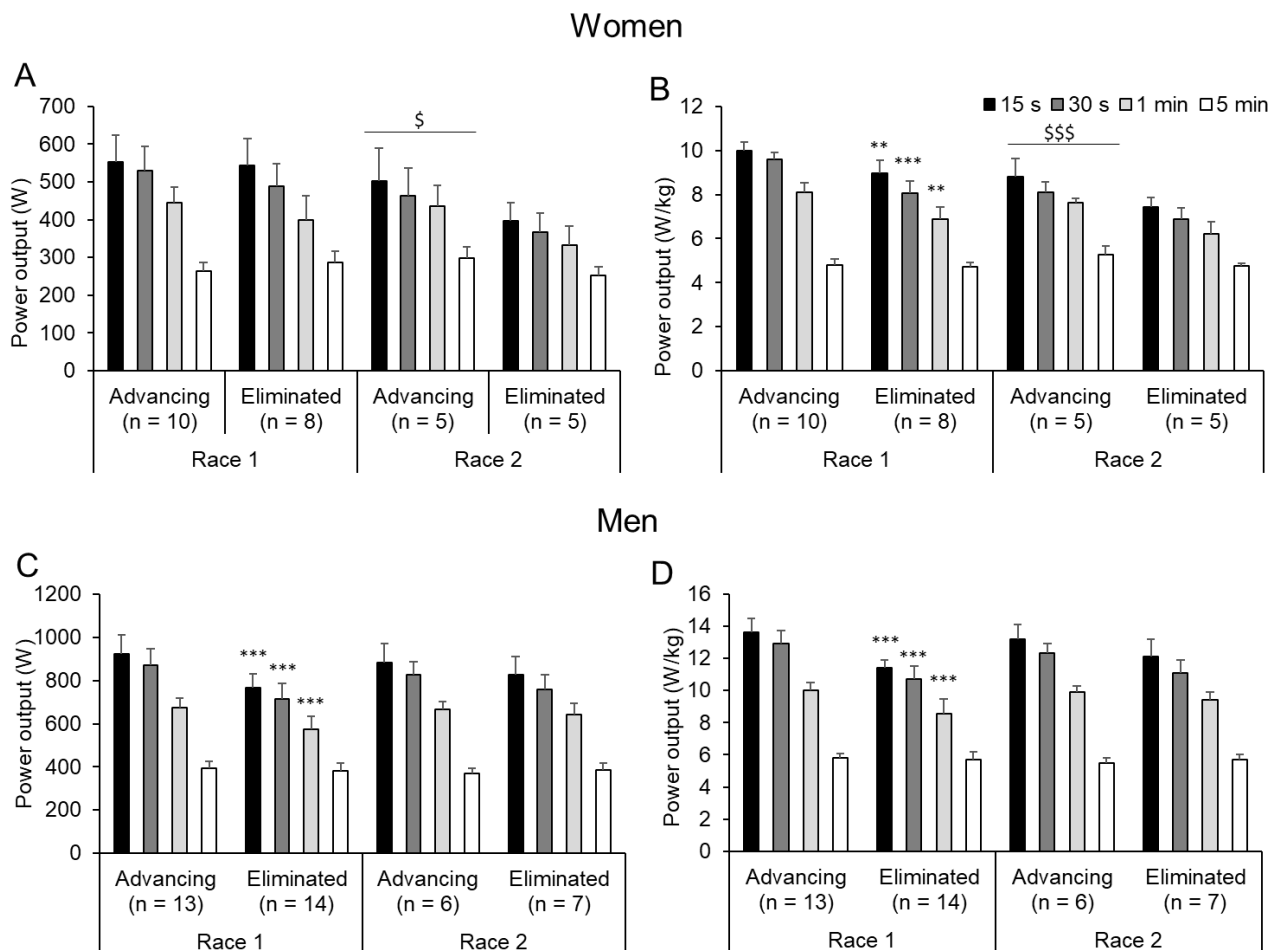 Women
A
Power output (W)
700
600
500
400
300
200
100
0
$
Advancing
(n = 10)
Eliminated
(n = 8)
Advancing
(n = 5)
Eliminated
(n = 5)
Race 1
Race 2
B
15 s 30 s 1 min 5 min
Power output (W/kg)
12
10
8
6
4
2
0
** *** **
$$$
Advancing
(n = 10)
Eliminated
(n = 8)
Advancing
(n = 5)
Eliminated
(n = 5)
Race 1
Race 2
Men
C
Power output (W)
1200
1000
800
600
400
200
0
*** *** ***
Advancing
(n = 13)
Eliminated
(n = 14)
Advancing
(n = 6)
Eliminated
(n = 7)
Race 1
Race 2
D
Power output (W/kg)
16
14
12
10
8
6
4
2
0
*** *** ***
Advancing
(n = 13)
Eliminated
(n = 14)
Advancing
(n = 6)
Eliminated
(n = 7)
Race 1
Race 2